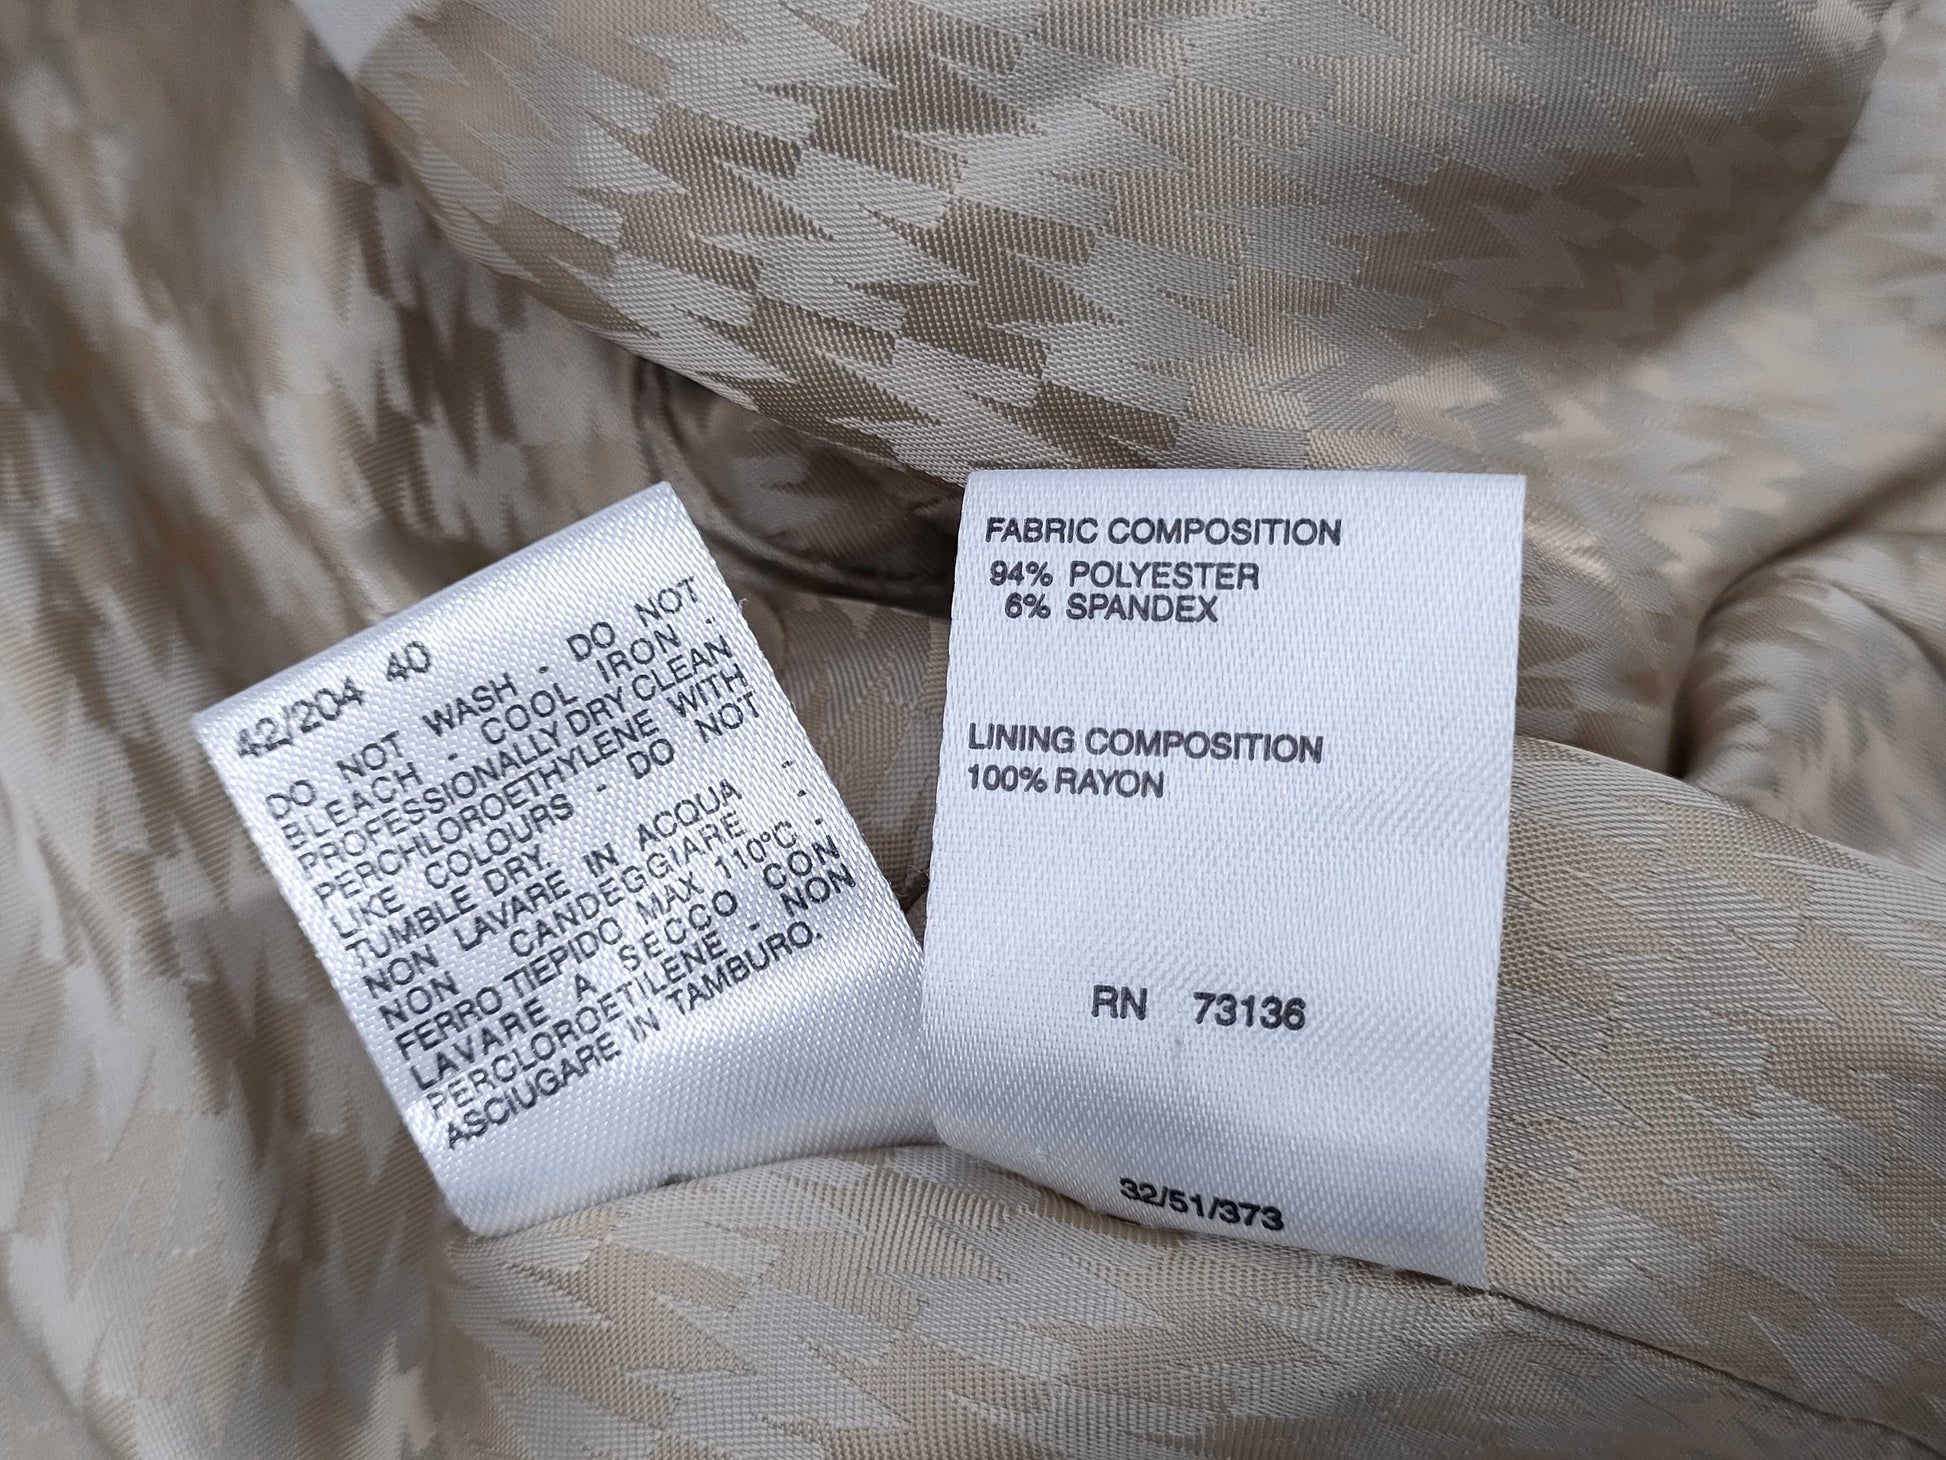 42/204 40
DO NOT WASH - DO NOT
BLEACH - COOL IRON -
PROFESSIONALLY DRY CLEAN
PERCHLOROETHYLENE WITH
LIKE COLOURS - DO NOT
TUMBLE DRY.
NON LAVARE IN ACQUA -
NON CANDEGGIARE -
FERRO TIEPIDO MAX 110°C -
LAVARE A SECCO CON
PERCLOROETILENE - NON
ASCIUGARE IN TAMBURO.
FABRIC COMPOSITION
94% POLYESTER
6% SPANDEX
LINING COMPOSITION
100% RAYON
RN 73136
32/51/373